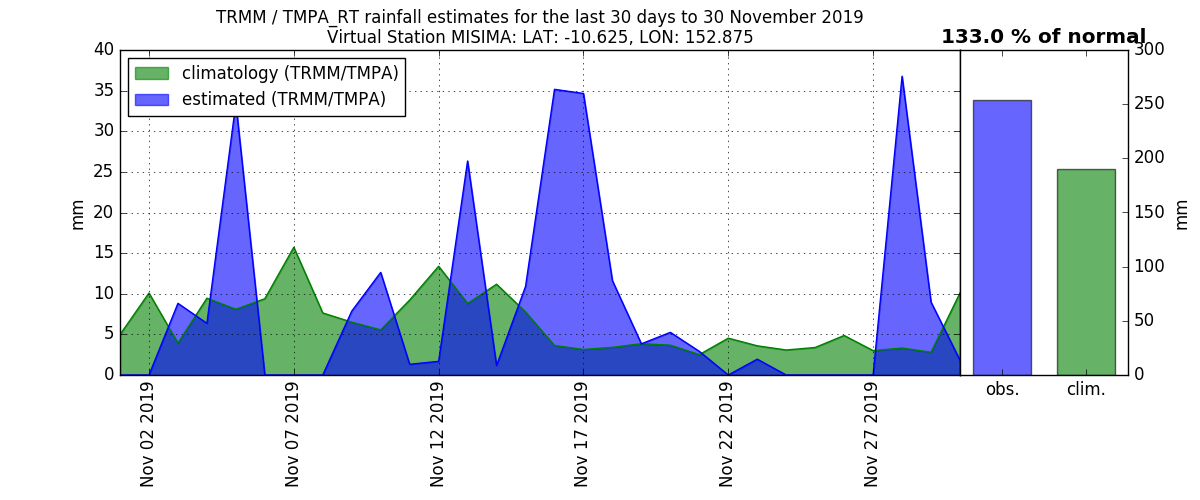 TRMM / TMPA_RT rainfall estimates for the last 30 days to 30 November 2019
Virtual Station MISIMA: LAT: -10.625, LON: 152.875
133.0 % of normal
climatology (TRMM/TMPA)
estimated (TRMM/TMPA)
mm
40
35
30
25
20
15
10
5
0
Nov 02 2019
Nov 07 2019
Nov 12 2019
Nov 17 2019
Nov 22 2019
Nov 27 2019
300
250
200
150
100
50
0
mm
obs.
clim.